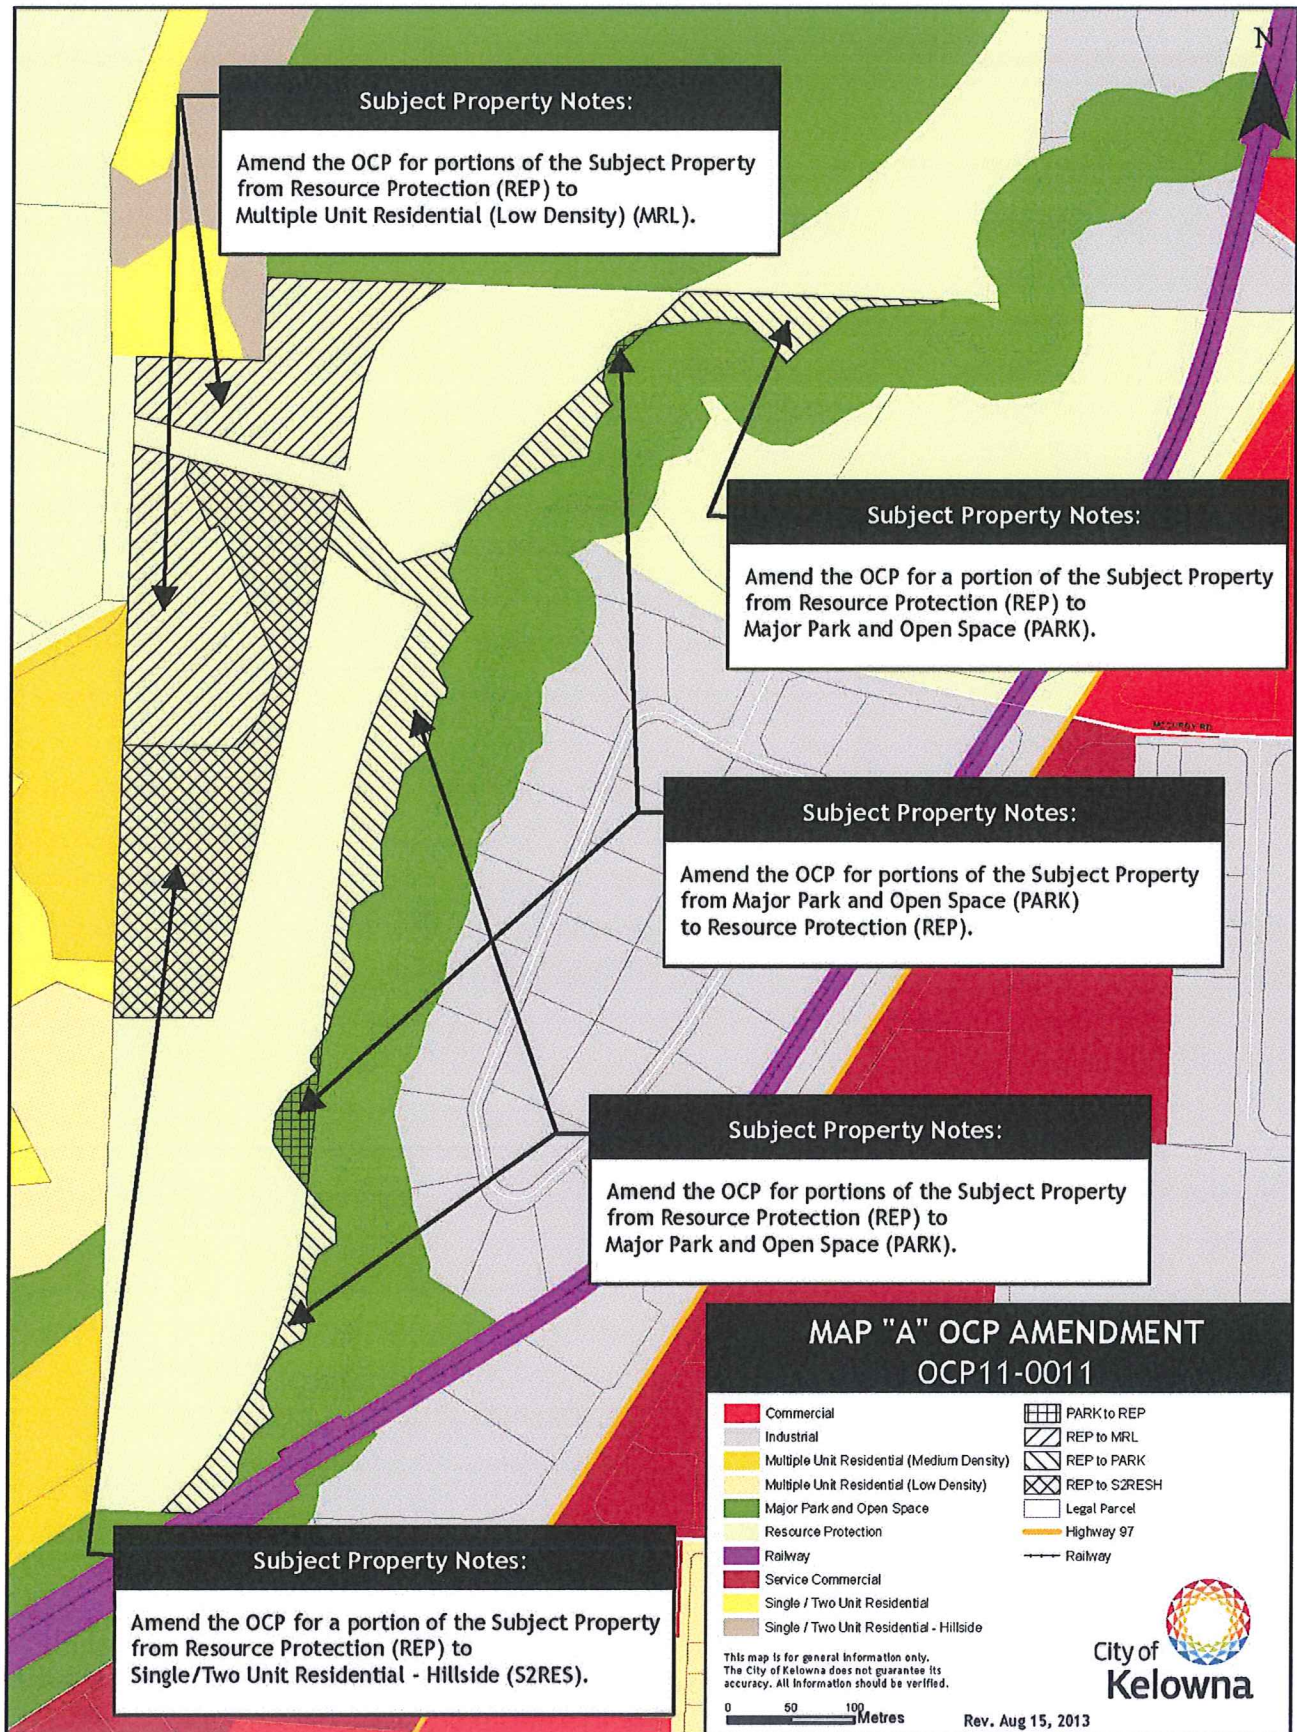 N
Subject Property Notes:
Amend the OCP for portions of the Subject Property
from Resource Protection (REP) to
Multiple Unit Residential (Low Density) (MRL).
Subject Property Notes:
Amend the OCP for a portion of the Subject Property
from Resource Protection (REP) to
Major Park and Open Space (PARK).
MCCURDY RD
Subject Property Notes:
Amend the OCP for portions of the Subject Property
from Major Park and Open Space (PARK)
to Resource Protection (REP).
Subject Property Notes:
Amend the OCP for portions of the Subject Property
from Resource Protection (REP) to
Major Park and Open Space (PARK).
Subject Property Notes:
Amend the OCP for a portion of the Subject Property
from Resource Protection (REP) to
Single/Two Unit Residential - Hillside (S2RES).
MAP "A" OCP AMENDMENT
OCP11-0011
Commercial
Industrial
Multiple Unit Residential (Medium Density)
Multiple Unit Residential (Low Density)
Major Park and Open Space
Resource Protection
Railway
Service Commercial
Single / Two Unit Residential
Single / Two Unit Residential - Hillside
PARK to REP
REP to MRL
REP to PARK
REP to S2RESH
Legal Parcel
Highway 97
Railway
This map is for general information only.
The City of Kelowna does not guarantee its
accuracy. All information should be verified.
0 50 100 Metres
City of
Kelowna
Rev. Aug 15, 2013